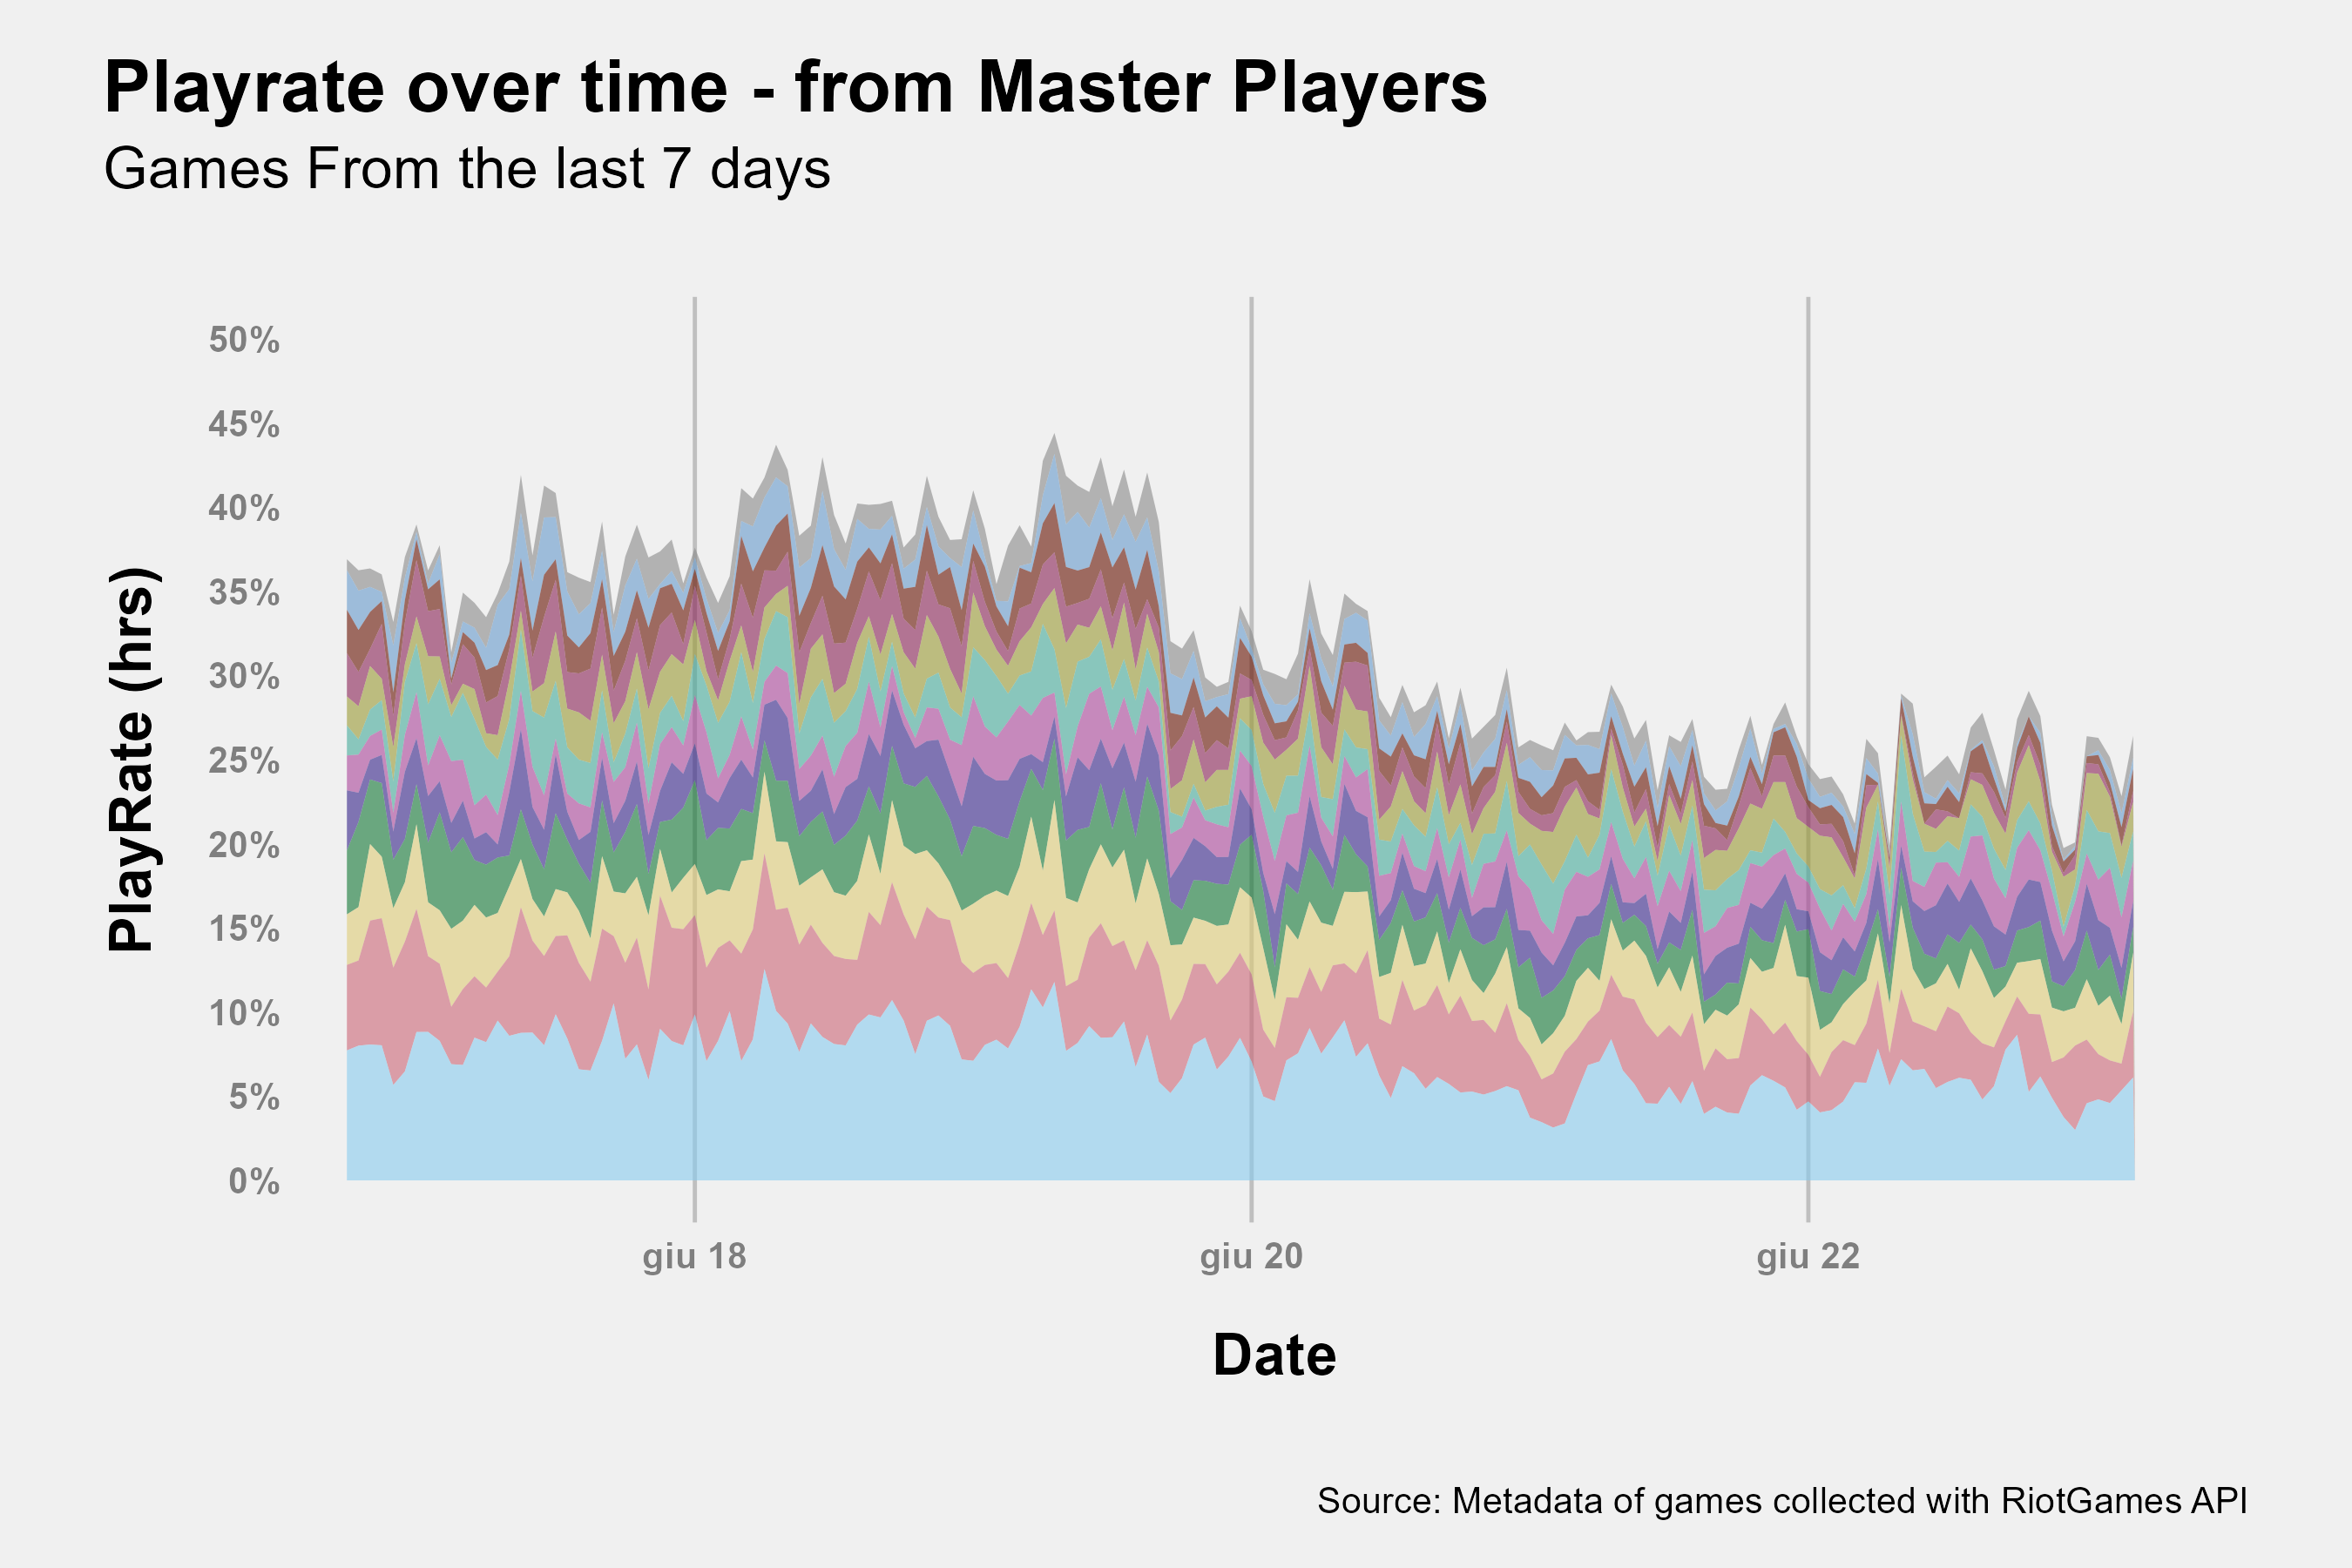 Playrate over time - from Master Players
Games From the last 7 days
PlayRate (hrs)
50%
45%
40%
35%
30%
25%
20%
15%
10%
5%
0%
giu 18
giu 20
giu 22
Date
Source: Metadata of games collected with RiotGames API